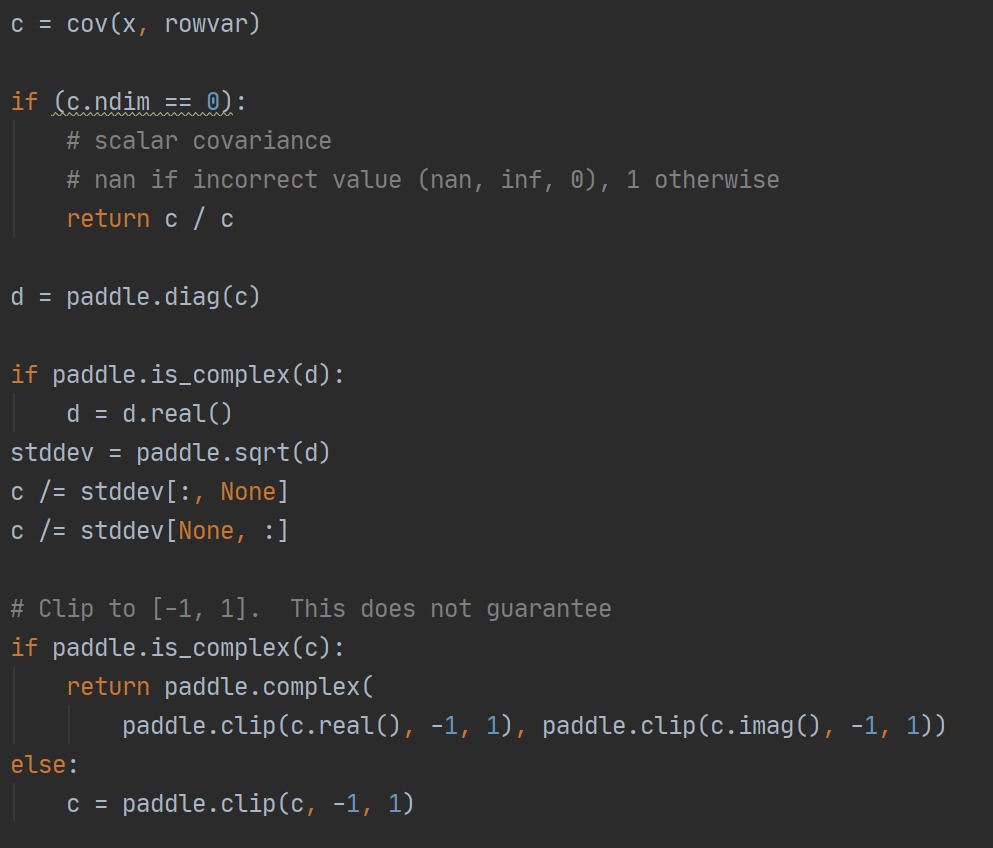 c = cov(x, rowvar)
if (c.ndim == 0):
# scalar covariance
# nan if incorrect value (nan, inf, 0), 1 otherwise
return c / c
d = paddle.diag(c)
if paddle.is_complex(d):
d = d.real()
stddev = paddle.sqrt(d)
c /= stddev[:, None]
c /= stddev[None, :]
# Clip to [-1, 1].  This does not guarantee
if paddle.is_complex(c):
return paddle.complex(
paddle.clip(c.real(), -1, 1), paddle.clip(c.imag(), -1, 1))
else:
c = paddle.clip(c, -1, 1)